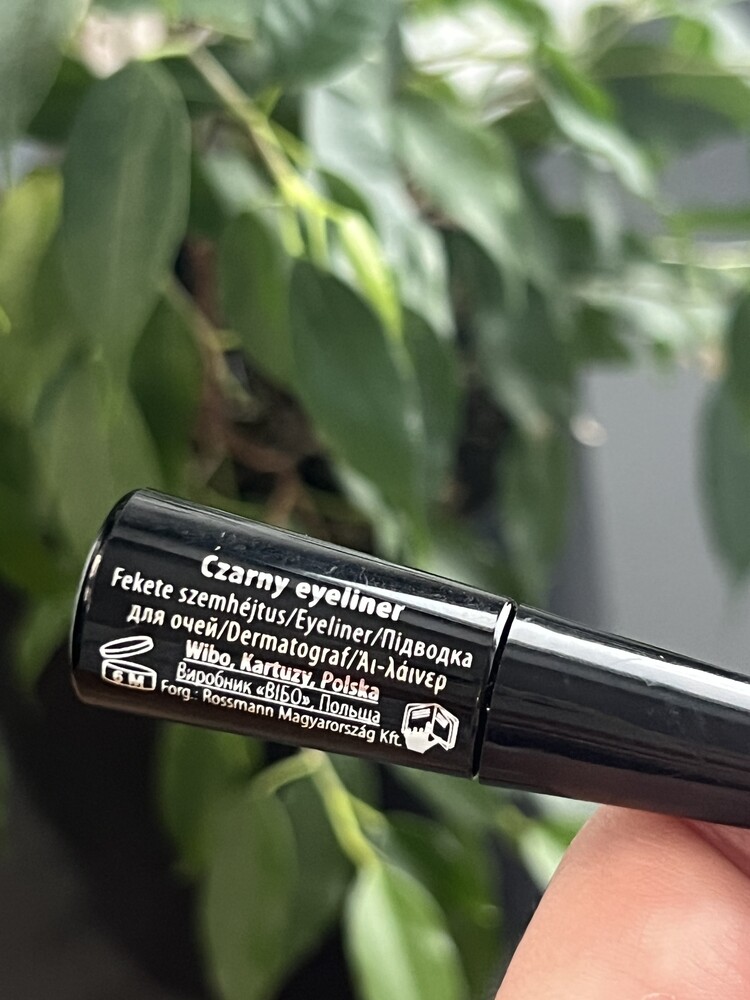 Czarny eyeliner
Fekete szemhéjtus/Eyeliner/Підводка
для очей/Dermatograf/Άι-λάινερ
Wibo, Kartuzy, Polska
Виробник «ВІБО», Польща
Forg.: Rossmann Magyarország Kft.
6 M